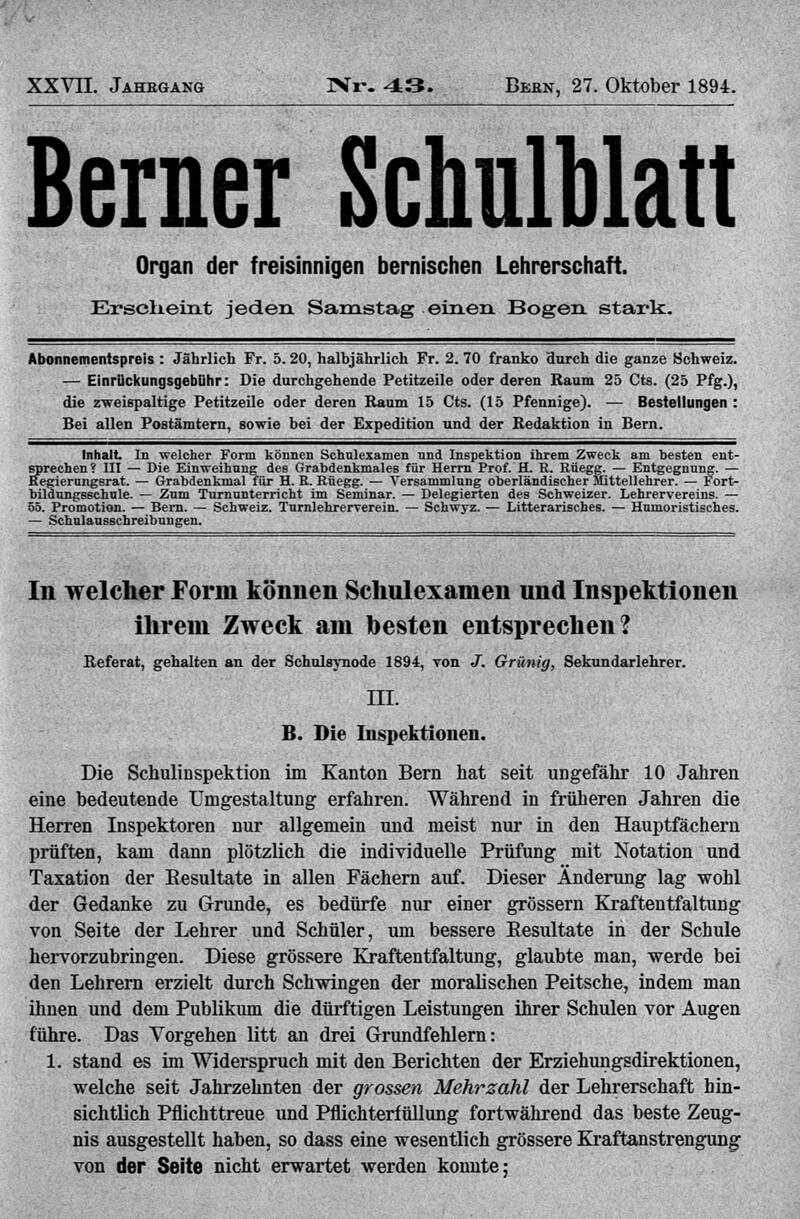 XXVII. Jahrgang Nr. 43. Bern, 27. Oktober 1894.
Berner Schulblatt
Organ der freisinnigen bernischen Lehrerschaft.
Erscheint jeden Samstag einen Bogen stark.
Abonnementspreis: Jährlich Fr. 5. 20, halbjährlich Fr. 2. 70 franko durch die ganze Schweiz.
— Einrückungsgebühr: Die durchgehende Petitzeile oder deren Raum 25 Cts. (25 Pfg.),
die zweispaltige Petitzeile oder deren Raum 15 Cts. (15 Pfennige). — Bestellungen:
Bei allen Postämtern, sowie bei der Expedition und der Redaktion in Bern.
Inhalt. In welcher Form können Schulexamen und Inspektion ihrem Zweck am besten ent-
sprechen? III — Die Einweihung des Grabdenkmales für Herrn Prof. H. R. Rüegg. — Entgegnung. —
Regierungsrat. — Grabdenkmal für H. R. Rüegg. — Versammlung oberländischer Mittellehrer. — Fort-
bildungsschule. — Zum Turnunterricht im Seminar. — Delegierten des Schweizer. Lehrervereins. —
55. Promotion. — Bern. — Schweiz. Turnlehrerverein. — Schwyz. — Litterarisches. — Humoristisches.
— Schulausschreibungen.
In welcher Form können Schulexamen und Inspektionen
ihrem Zweck am besten entsprechen?
Referat, gehalten an der Schulsynode 1894, von J. Grünig, Sekundarlehrer.
III.
B. Die Inspektionen.
Die Schulinspektion im Kanton Bern hat seit ungefähr 10 Jahren
eine bedeutende Umgestaltung erfahren. Während in früheren Jahren die
Herren Inspektoren nur allgemein und meist nur in den Hauptfächern
prüften, kam dann plötzlich die individuelle Prüfung mit Notation und
Taxation der Resultate in allen Fächern auf. Dieser Änderung lag wohl
der Gedanke zu Grunde, es bedürfe nur einer grössern Kraftentfaltung
von Seite der Lehrer und Schüler, um bessere Resultate in der Schule
hervorzubringen. Diese grössere Kraftentfaltung, glaubte man, werde bei
den Lehrern erzielt durch Schwingen der moralischen Peitsche, indem man
ihnen und dem Publikum die dürftigen Leistungen ihrer Schulen vor Augen
führe. Das Vorgehen litt an drei Grundfehlern:
1. stand es im Widerspruch mit den Berichten der Erziehungsdirektionen,
welche seit Jahrzehnten der grossen Mehrzahl der Lehrerschaft hin-
sichtlich Pflichttreue und Pflichterfüllung fortwährend das beste Zeug-
nis ausgestellt haben, so dass eine wesentlich grössere Kraftanstrengung
von der Seite nicht erwartet werden konnte;